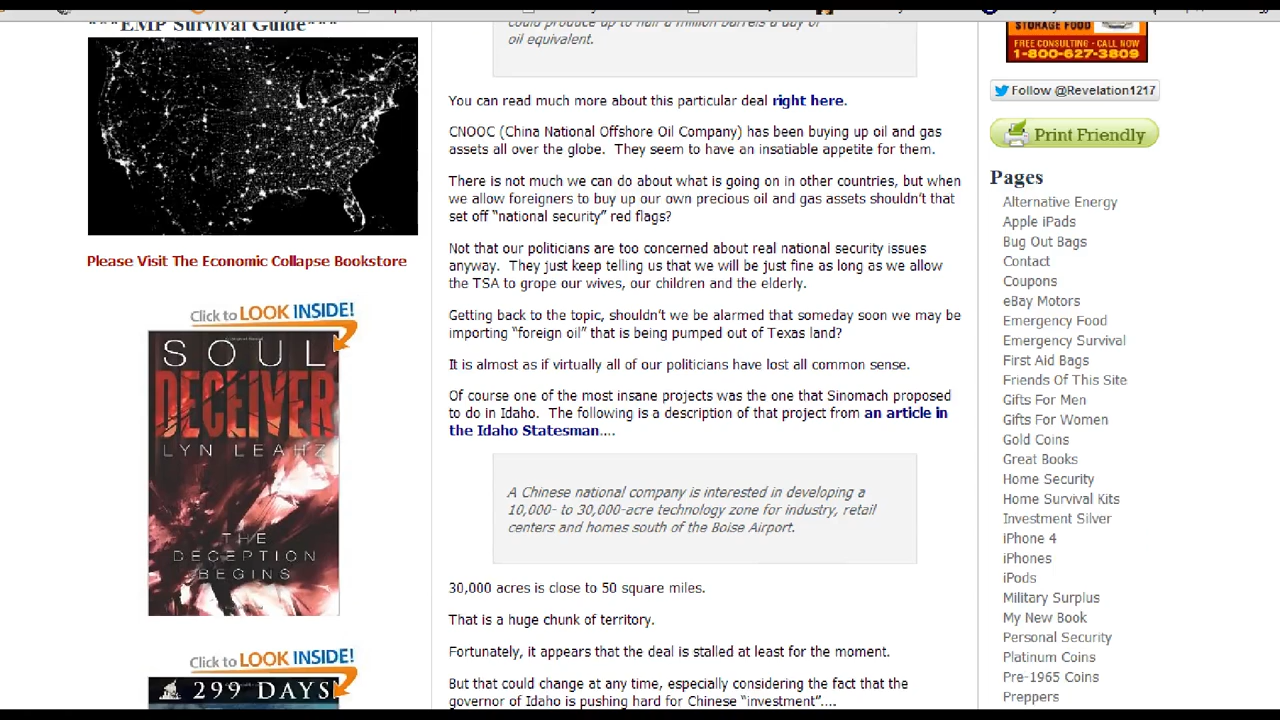 ***EMP Survival Guide***
Please Visit The Economic Collapse Bookstore
Click to LOOK INSIDE!
SOUL
DECEIVER
LYN LEAHZ
THE
DECEPTION
BEGINS
Click to LOOK INSIDE!
299 DAYS
could produce up to half a million barrels a day of
oil equivalent.
You can read much more about this particular deal right here.
CNOOC (China National Offshore Oil Company) has been buying up oil and gas
assets all over the globe. They seem to have an insatiable appetite for them.
There is not much we can do about what is going on in other countries, but when
we allow foreigners to buy up our own precious oil and gas assets shouldn't that
set off "national security" red flags?
Not that our politicians are too concerned about real national security issues
anyway. They just keep telling us that we will be just fine as long as we allow
the TSA to grope our wives, our children and the elderly.
Getting back to the topic, shouldn't we be alarmed that someday soon we may be
importing "foreign oil" that is being pumped out of Texas land?
It is almost as if virtually all of our politicians have lost all common sense.
Of course one of the most insane projects was the one that Sinomach proposed
to do in Idaho. The following is a description of that project from an article in
the Idaho Statesman....
A Chinese national company is interested in developing a
10,000- to 30,000-acre technology zone for industry, retail
centers and homes south of the Boise Airport.
30,000 acres is close to 50 square miles.
That is a huge chunk of territory.
Fortunately, it appears that the deal is stalled at least for the moment.
But that could change at any time, especially considering the fact that the
governor of Idaho is pushing hard for Chinese "investment"....
STORAGE FOOD
FREE CONSULTING - CALL NOW
1-800-627-3809
Follow @Revelation1217
Print Friendly
Pages
Alternative Energy
Apple iPads
Bug Out Bags
Contact
Coupons
eBay Motors
Emergency Food
Emergency Survival
First Aid Bags
Friends Of This Site
Gifts For Men
Gifts For Women
Gold Coins
Great Books
Home Security
Home Survival Kits
Investment Silver
iPhone 4
iPhones
iPods
Military Surplus
My New Book
Personal Security
Platinum Coins
Pre-1965 Coins
Preppers